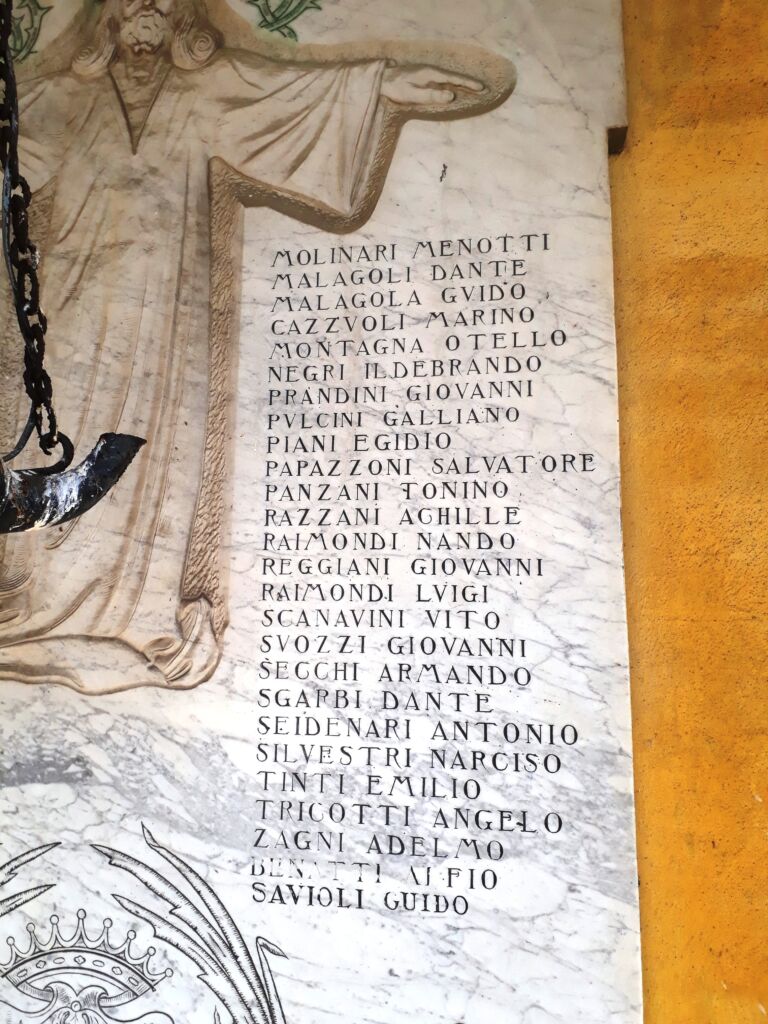 MOLINARI MENOTTI
MALAGOLI DANTE
MALAGOLA GVIDO
CAZZVOLI MARINO
MONTAGNA OTELLO
NEGRI ILDEBRANDO
PRANDINI GIOVANNI
PVLCINI GALLIANO
PIANI EGIDIO
PAPAZZONI SALVATORE
PANZANI TONINO
RAZZANI ACHILLE
RAIMONDI NANDO
REGGIANI GIOVANNI
RAIMONDI LVIGI
SCANAVINI VITO
SVOZZI GIOVANNI
SECCHI ARMANDO
SGARBI DANTE
SEIDENARI ANTONIO
SILVESTRI NARCISO
TINTI EMILIO
TRICOTTI ANGELO
ZAGNI ADELMO
BENATTI ALFIO
SAVIOLI GUIDO